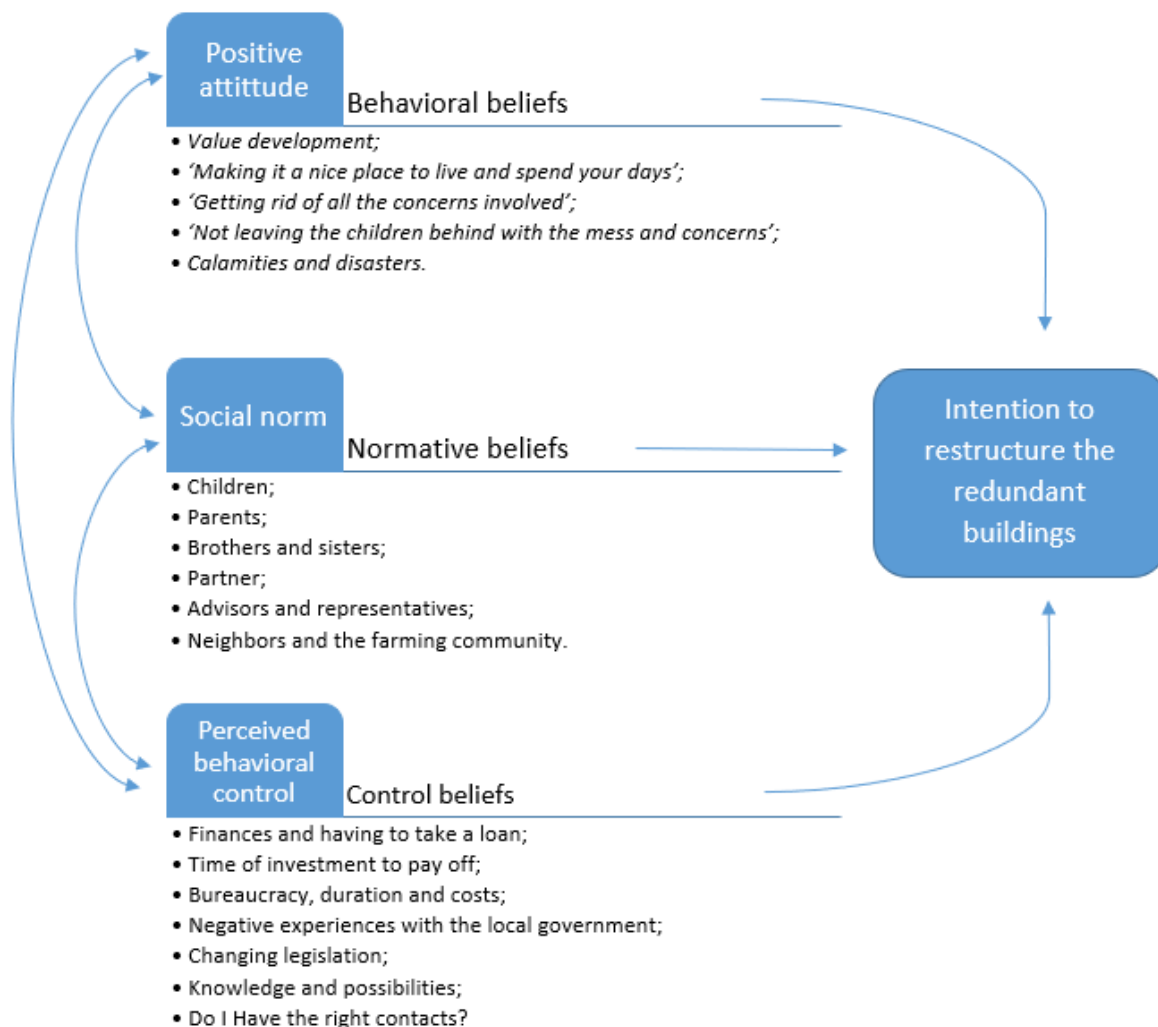 Positive
attittude
Behavioral beliefs
• Value development;
• ‘Making it a nice place to live and spend your days’;
• ‘Getting rid of all the concerns involved’;
• ‘Not leaving the children behind with the mess and concerns’;
• Calamities and disasters.
Social norm
Normative beliefs
• Children;
• Parents;
• Brothers and sisters;
• Partner;
• Advisors and representatives;
• Neighbors and the farming community.
Perceived
behavioral
control
Control beliefs
• Finances and having to take a loan;
• Time of investment to pay off;
• Bureaucracy, duration and costs;
• Negative experiences with the local government;
• Changing legislation;
• Knowledge and possibilities;
• Do I Have the right contacts?
Intention to
restructure the
redundant
buildings